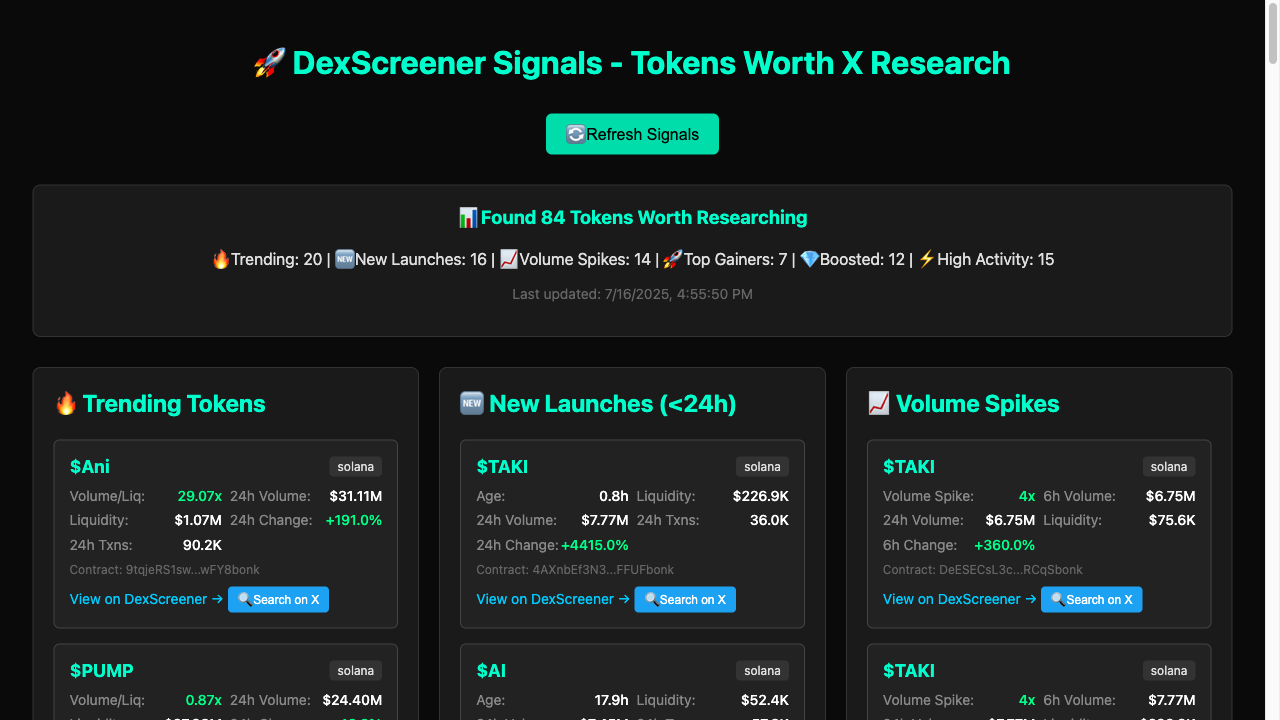 🚀 DexScreener Signals - Tokens Worth X Research
🔄Refresh Signals
📊Found 84 Tokens Worth Researching
🔥Trending: 20 | 🆕New Launches: 16 | 📈Volume Spikes: 14 | 🚀Top Gainers: 7 | 💎Boosted: 12 | ⚡High Activity: 15
Last updated: 7/16/2025, 4:55:50 PM
🔥 Trending Tokens
$Ani solana
Volume/Liq: 29.07x 24h Volume: $31.11M
Liquidity: $1.07M 24h Change: +191.0%
24h Txns: 90.2K
Contract: 9tqjeRS1sw...wFY8bonk
View on DexScreener → 🔍Search on X
$PUMP solana
Volume/Liq: 0.87x 24h Volume: $24.40M
🆕 New Launches (<24h)
$TAKI solana
Age: 0.8h Liquidity: $226.9K
24h Volume: $7.77M 24h Txns: 36.0K
24h Change: +4415.0%
Contract: 4AXnbEf3N3...FFUFbonk
View on DexScreener → 🔍Search on X
$AI solana
Age: 17.9h Liquidity: $52.4K
📈 Volume Spikes
$TAKI solana
Volume Spike: 4x 6h Volume: $6.75M
24h Volume: $6.75M Liquidity: $75.6K
6h Change: +360.0%
Contract: DeESECsL3c...RCqSbonk
View on DexScreener → 🔍Search on X
$TAKI solana
Volume Spike: 4x 6h Volume: $7.77M